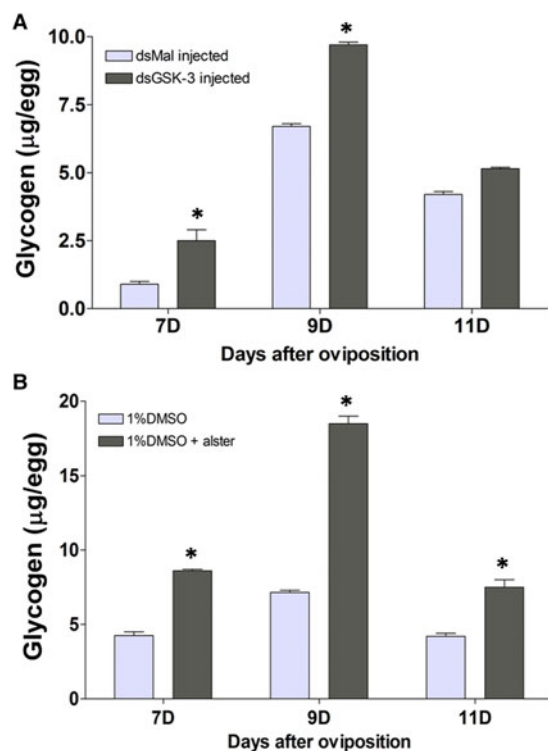 A
10.0
7.5
5.0
2.5
0.0
Glycogen (µg/egg)
dsMal injected
dsGSK-3 injected
*
*
7D 9D 11D
Days after oviposition
B
20
15
10
5
0
Glycogen (µg/egg)
1%DMSO
1%DMSO + alster
*
*
*
7D 9D 11D
Days after oviposition